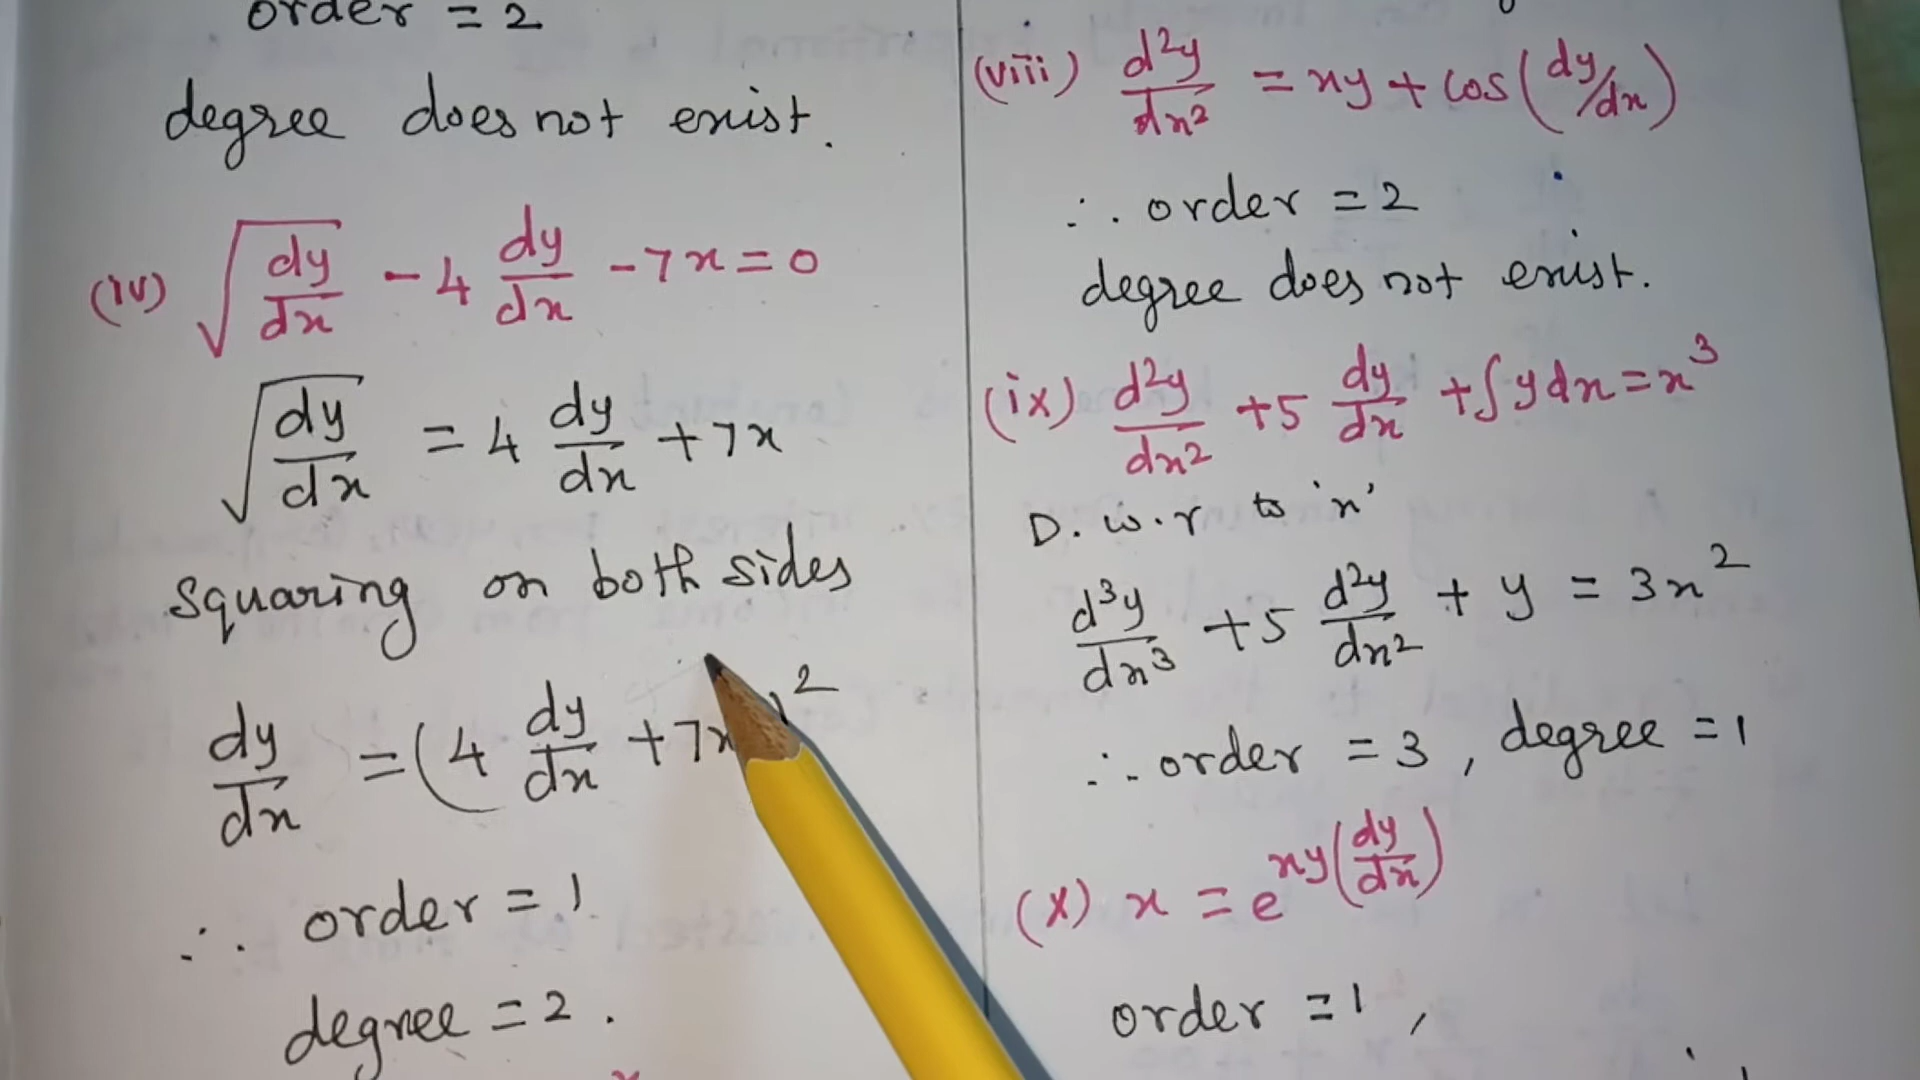 order = 2
degree does not exist.
(iv) √(dy/dx) - 4 dy/dx - 7x = 0
√(dy/dx) = 4 dy/dx + 7x
squaring on both sides
dy/dx = (4 dy/dx + 7x)²
∴ order = 1
degree = 2.
(viii) d²y/dx² = xy + cos(dy/dx)
∴ order = 2
degree does not exist.
(ix) d²y/dx² + 5 dy/dx + ∫ y dx = x³
D. w. r to 'x'
d³y/dx³ + 5 d²y/dx² + y = 3x²
∴ order = 3, degree = 1
(x) x = e^xy(dy/dx)
order = 1,